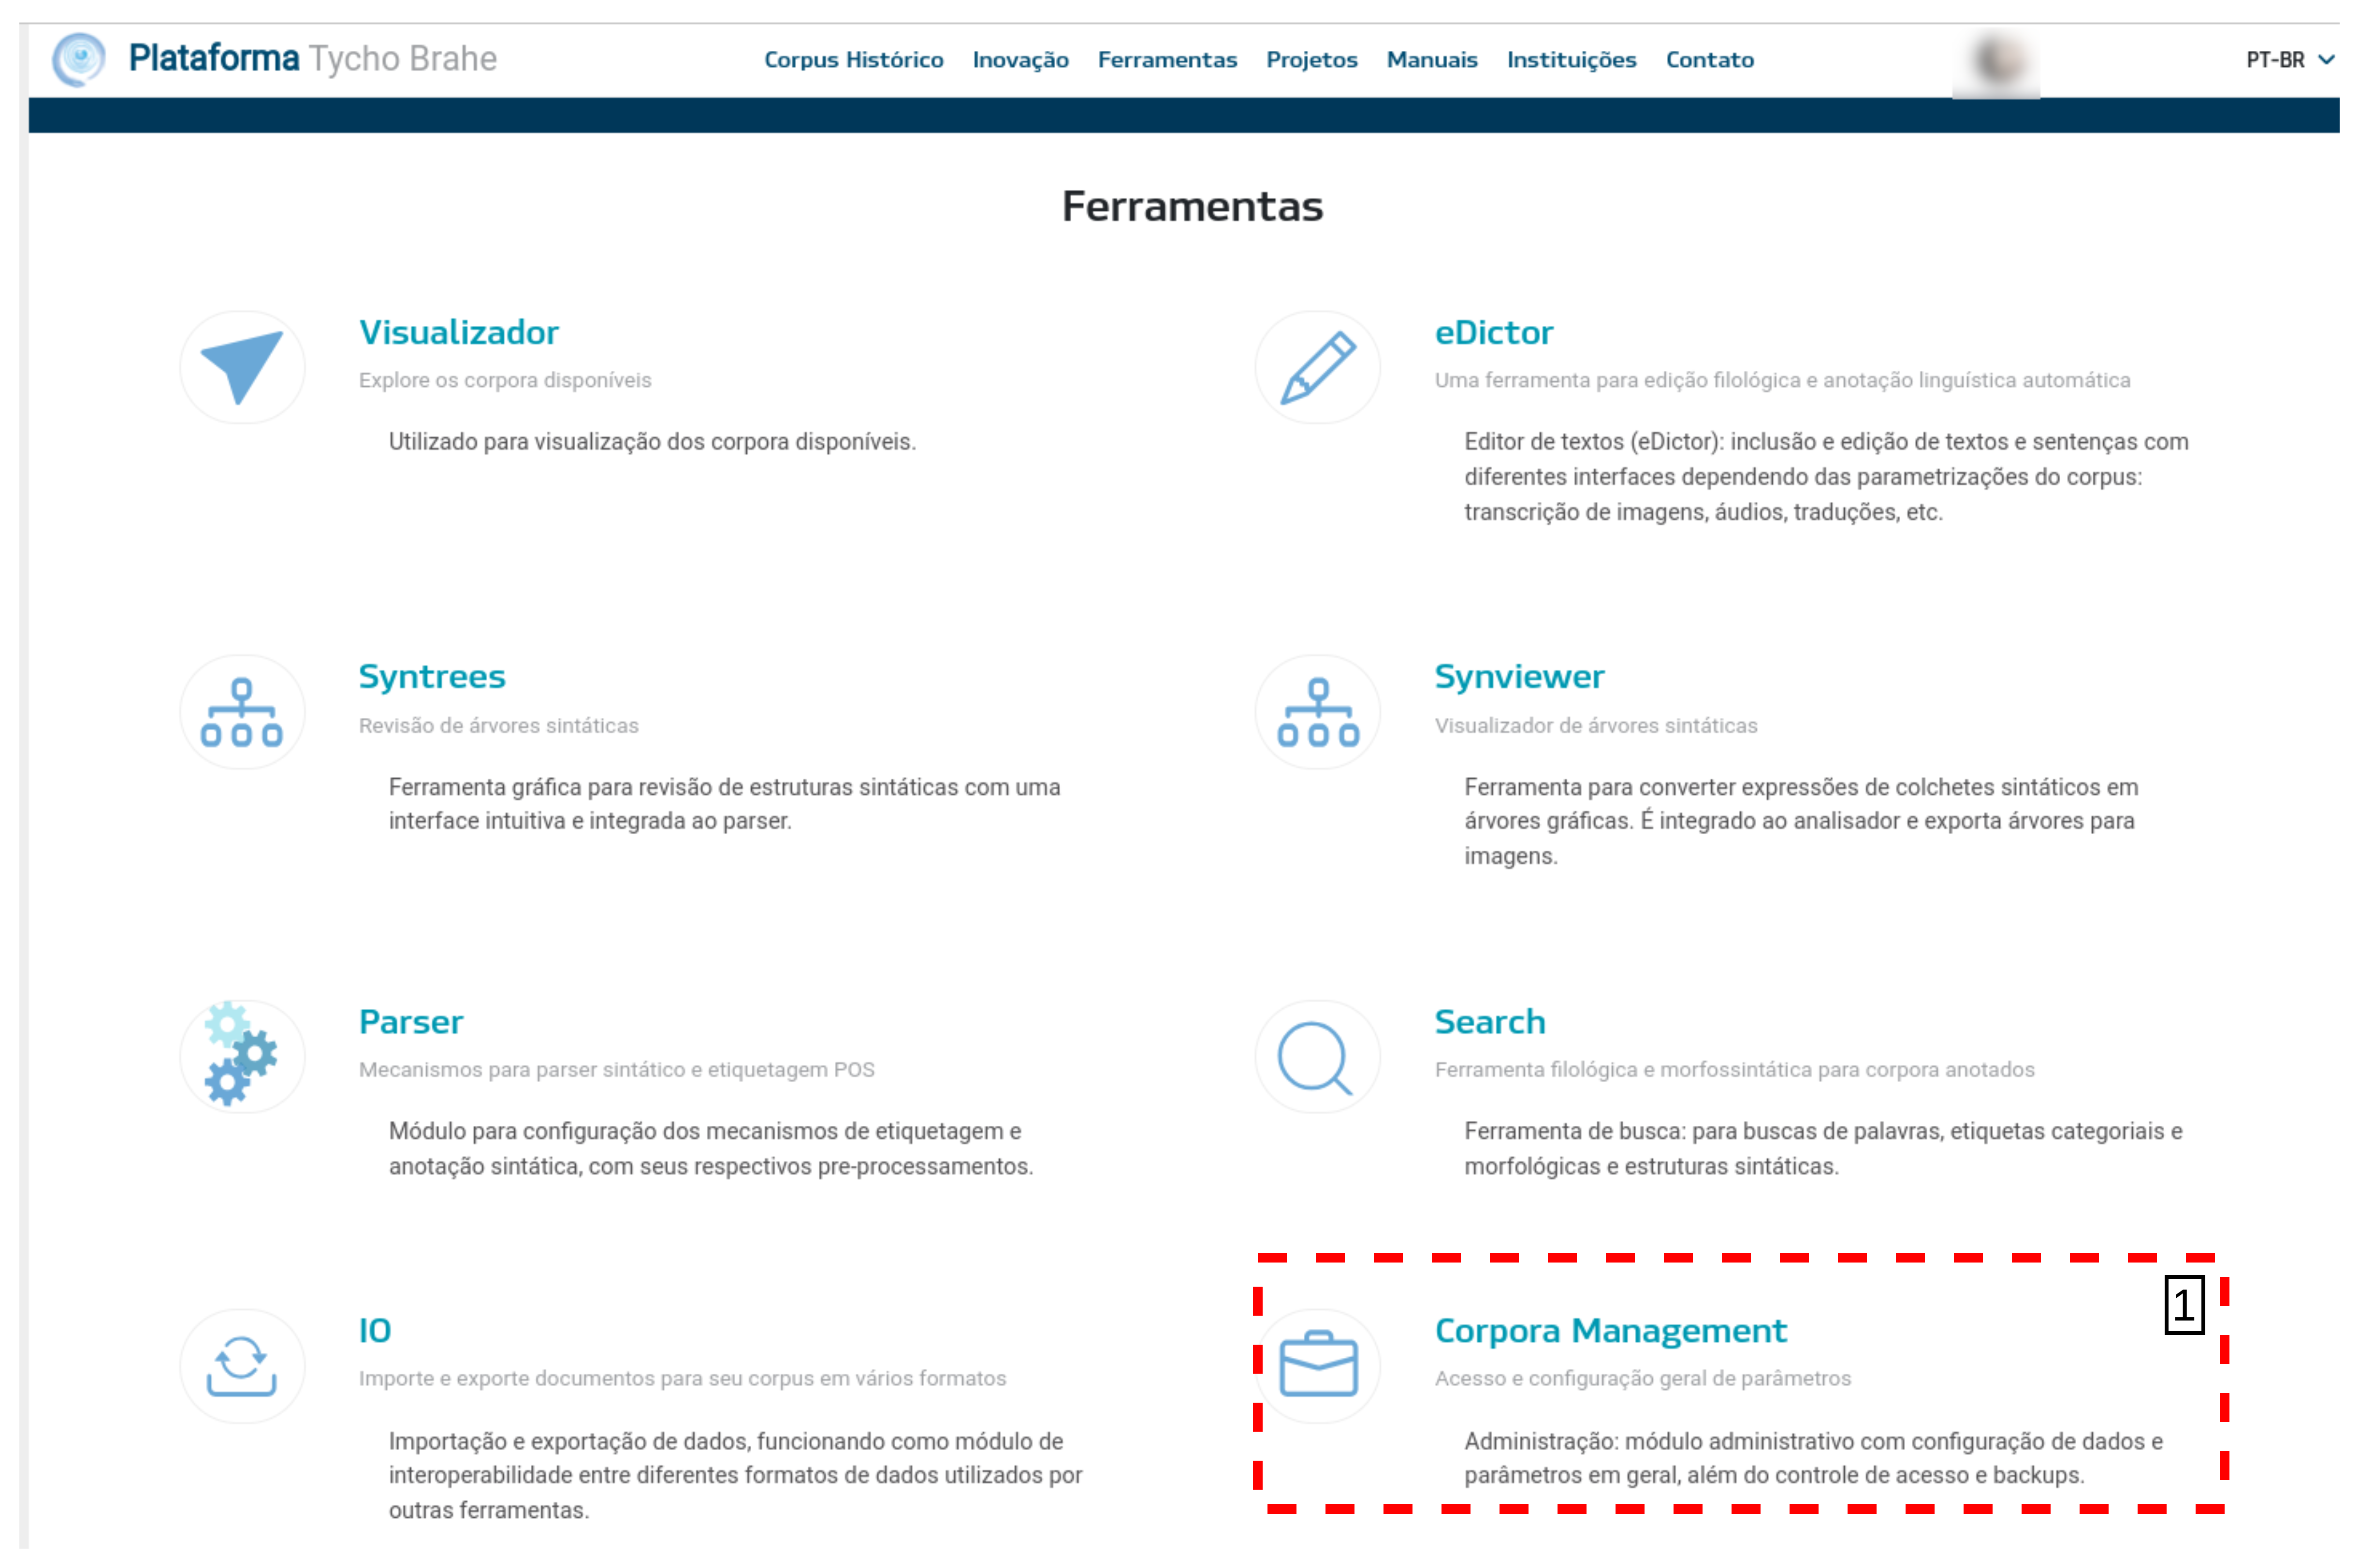 Plataforma Tycho Brahe
Corpus Histórico Inovação Ferramentas Projetos Manuais Instituições Contato
PT-BR
Ferramentas
Visualizador
Explore os corpora disponíveis
Utilizado para visualização dos corpora disponíveis.
eDictor
Uma ferramenta para edição filológica e anotação linguística automática
Editor de textos (eDictor): inclusão e edição de textos e sentenças com
diferentes interfaces dependendo das parametrizações do corpus:
transcrição de imagens, áudios, traduções, etc.
Syntrees
Revisão de árvores sintáticas
Ferramenta gráfica para revisão de estruturas sintáticas com uma
interface intuitiva e integrada ao parser.
Synviewer
Visualizador de árvores sintáticas
Ferramenta para converter expressões de colchetes sintáticos em
árvores gráficas. É integrado ao analisador e exporta árvores para
imagens.
Parser
Mecanismos para parser sintático e etiquetagem POS
Módulo para configuração dos mecanismos de etiquetagem e
anotação sintática, com seus respectivos pre-processamentos.
Search
Ferramenta filológica e morfossintática para corpora anotados
Ferramenta de busca: para buscas de palavras, etiquetas categoriais e
morfológicas e estruturas sintáticas.
IO
Importe e exporte documentos para seu corpus em vários formatos
Importação e exportação de dados, funcionando como módulo de
interoperabilidade entre diferentes formatos de dados utilizados por
outras ferramentas.
1
Corpora Management
Acesso e configuração geral de parâmetros
Administração: módulo administrativo com configuração de dados e
parâmetros em geral, além do controle de acesso e backups.